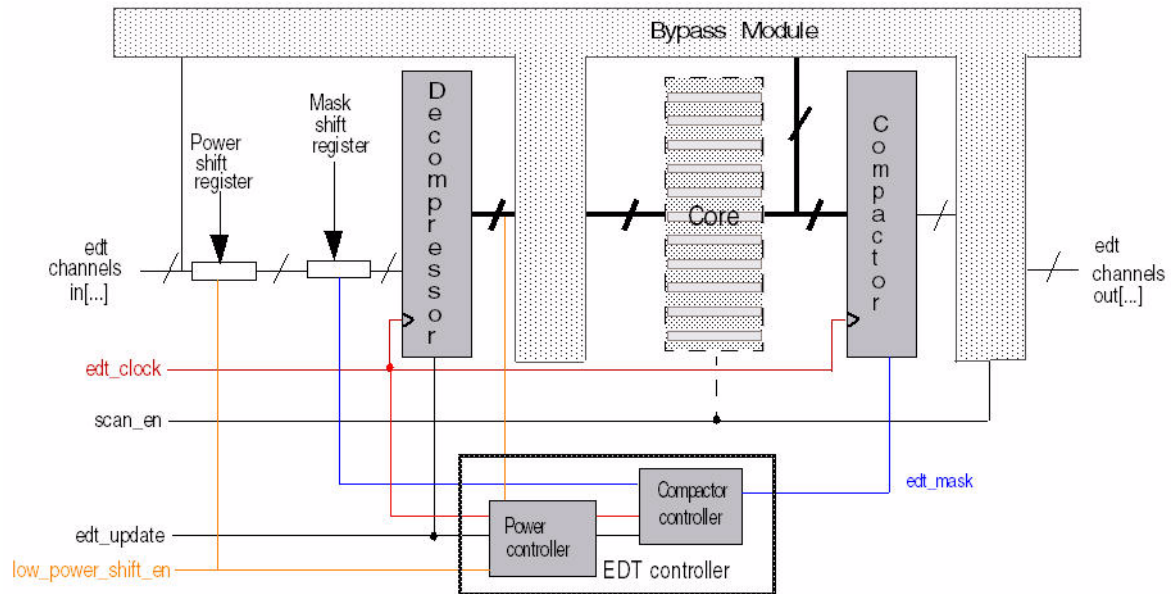 Bypass Module
Decompressor
Mask
shift
register
Power
shift
register
Core
Compactor
edt
channels
in[...]
edt
channels
out[...]
edt_clock
scan_en
edt_mask
Compactor
controller
Power
controller
edt_update
low_power_shift_en
EDT controller